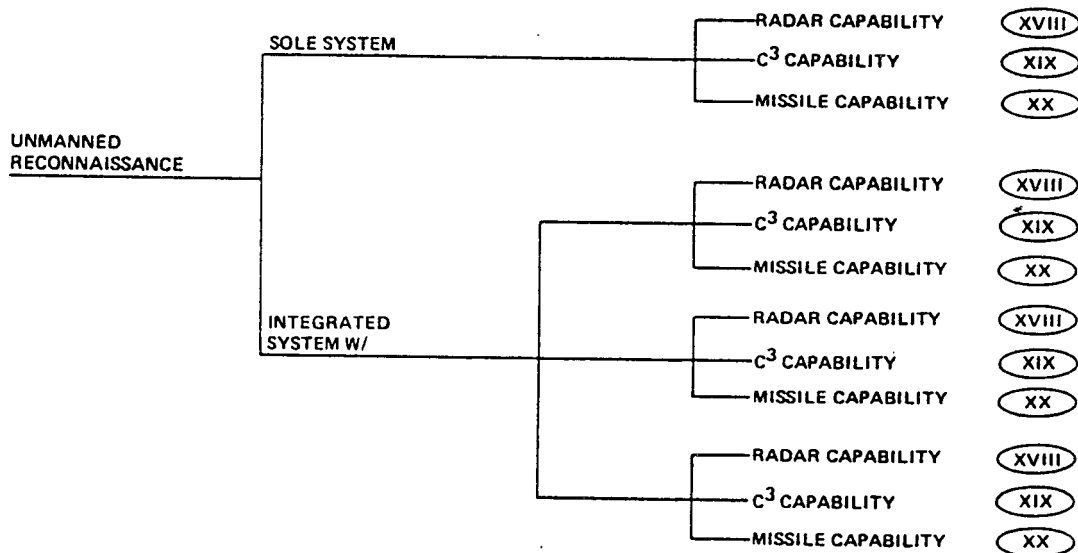 RADAR CAPABILITY XVIII
SOLE SYSTEM
C³ CAPABILITY XIX
MISSILE CAPABILITY XX
UNMANNED
RECONNAISSANCE
RADAR CAPABILITY XVIII
C³ CAPABILITY XIX
MISSILE CAPABILITY XX
INTEGRATED
SYSTEM W/
RADAR CAPABILITY XVIII
C³ CAPABILITY XIX
MISSILE CAPABILITY XX
RADAR CAPABILITY XVIII
C³ CAPABILITY XIX
MISSILE CAPABILITY XX